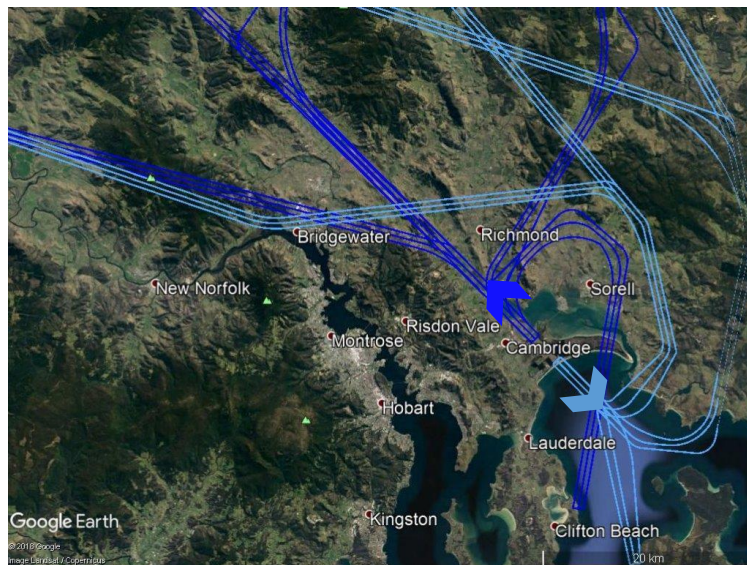 Bridgewater
Richmond
New Norfolk
Sorell
Risdon Vale
Montrose
Cambridge
Hobart
Lauderdale
Kingston
Google Earth
Clifton Beach
© 2018 Google
Image Landsat / Copernicus
20 km